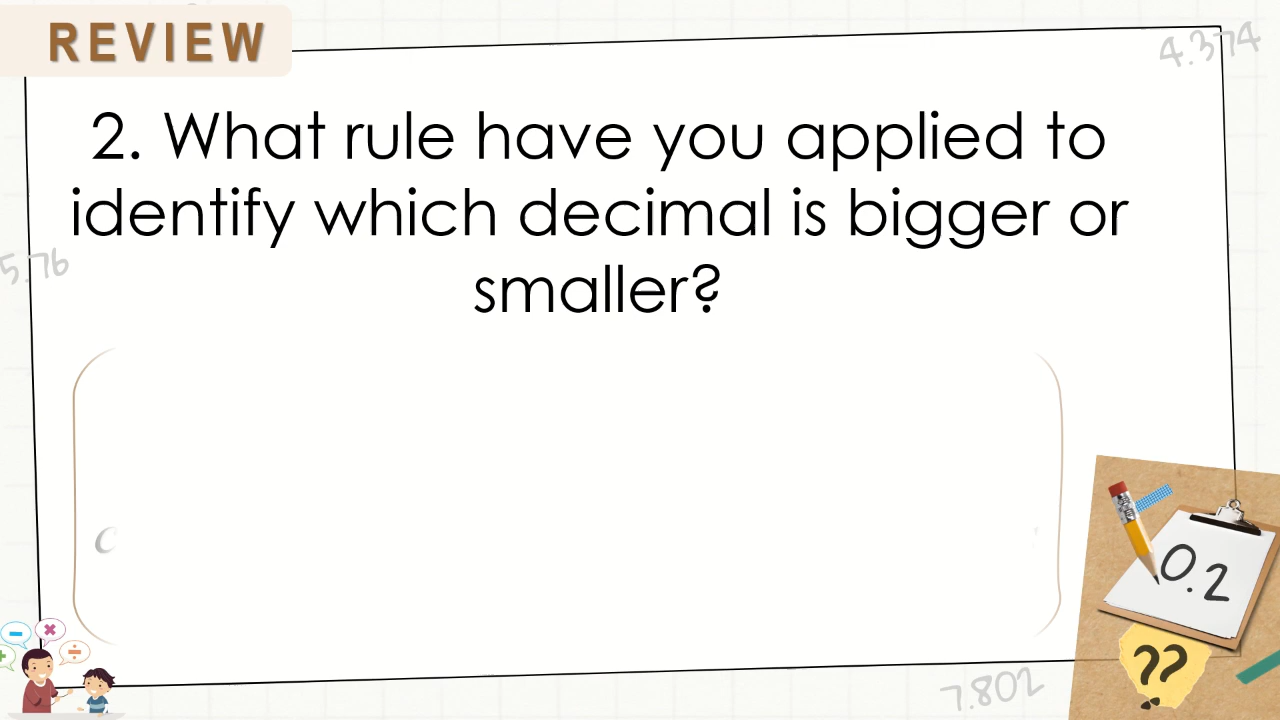 REVIEW
4.374
2. What rule have you applied to
identify which decimal is bigger or
smaller?
5.76
c
0.2
??
7.802